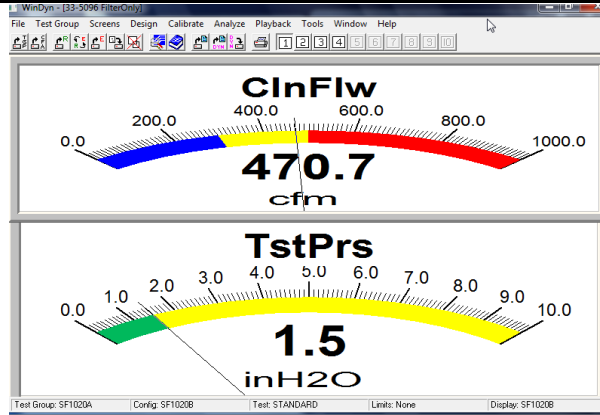 WinDyn - [33-5096 FilterOnly]
File Test Group Screens Design Calibrate Analyze Playback Tools Window Help
1 2 3 4 5 6 7 8 9 10
ClnFlw
0.0 200.0 400.0 600.0 800.0 1000.0
470.7
cfm
TstPrs
0.0 1.0 2.0 3.0 4.0 5.0 6.0 7.0 8.0 9.0 10.0
1.5
inH2O
Test Group: SF1020A Config: SF1020B Test: STANDARD Limits: None Display: SF1020B